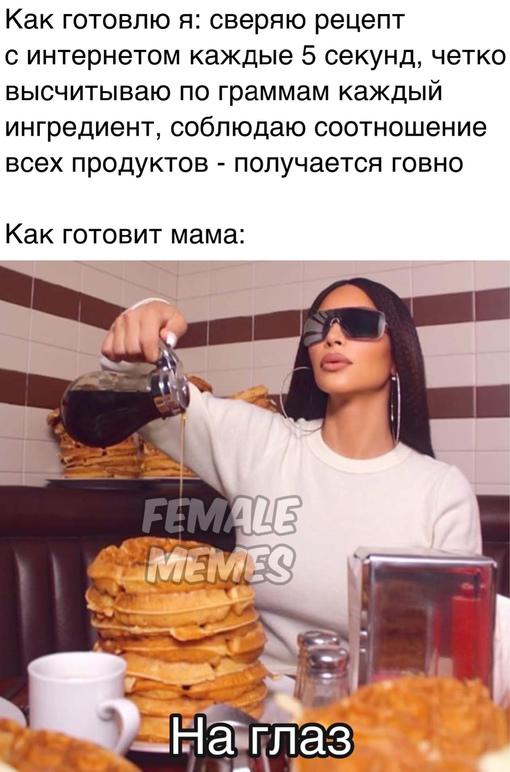 Как готовлю я: сверяю рецепт
с интернетом каждые 5 секунд, четко
высчитываю по граммам каждый
ингредиент, соблюдаю соотношение
всех продуктов - получается говно
Как готовит мама:
FEMALE
MEMES
На глаз